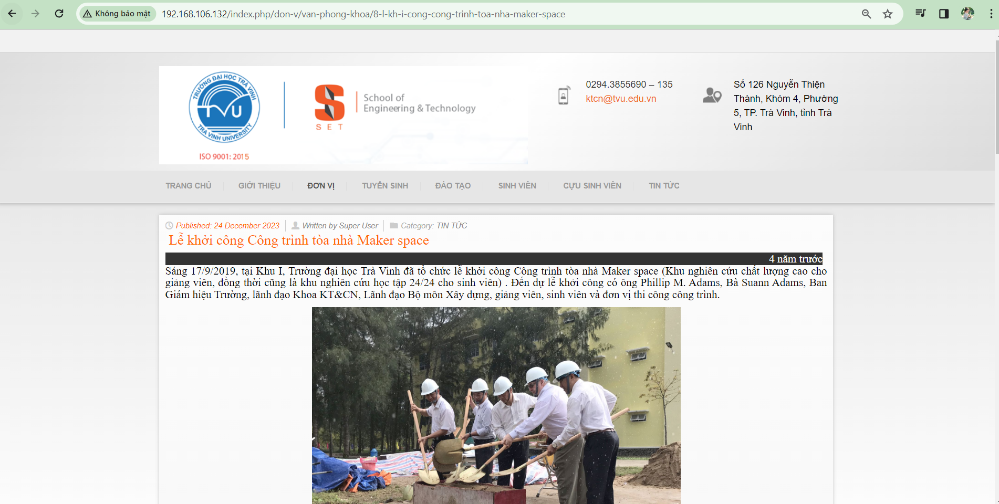 Không bảo mật
192.168.106.132/index.php/don-v/van-phong-khoa/8-l-kh-i-cong-cong-trinh-toa-nha-maker-space
TRƯỜNG ĐẠI HỌC TRÀ VINH
TVU
TRA VINH UNIVERSITY
ISO 9001: 2015
SET
School of
Engineering & Technology
0294.3855690 – 135
ktcn@tvu.edu.vn
Số 126 Nguyễn Thiện
Thành, Khóm 4, Phường
5, TP. Trà Vinh, tỉnh Trà
Vinh
TRANG CHỦ
GIỚI THIỆU
ĐƠN VỊ
TUYỂN SINH
ĐÀO TẠO
SINH VIÊN
CỰU SINH VIÊN
TIN TỨC
Published: 24 December 2023
Written by Super User
Category: TIN TỨC
Lễ khởi công Công trình tòa nhà Maker space
4 năm trước
Sáng 17/9/2019, tại Khu I, Trường đại học Trà Vinh đã tổ chức lễ khởi công Công trình tòa nhà Maker space (Khu nghiên cứu chất lượng cao cho
giảng viên, đồng thời cũng là khu nghiên cứu học tập 24/24 cho sinh viên) . Đến dự lễ khởi công có ông Phillip M. Adams, Bà Suann Adams, Ban
Giám hiệu Trường, lãnh đạo Khoa KT&CN, Lãnh đạo Bộ môn Xây dựng, giảng viên, sinh viên và đơn vị thi công công trình.